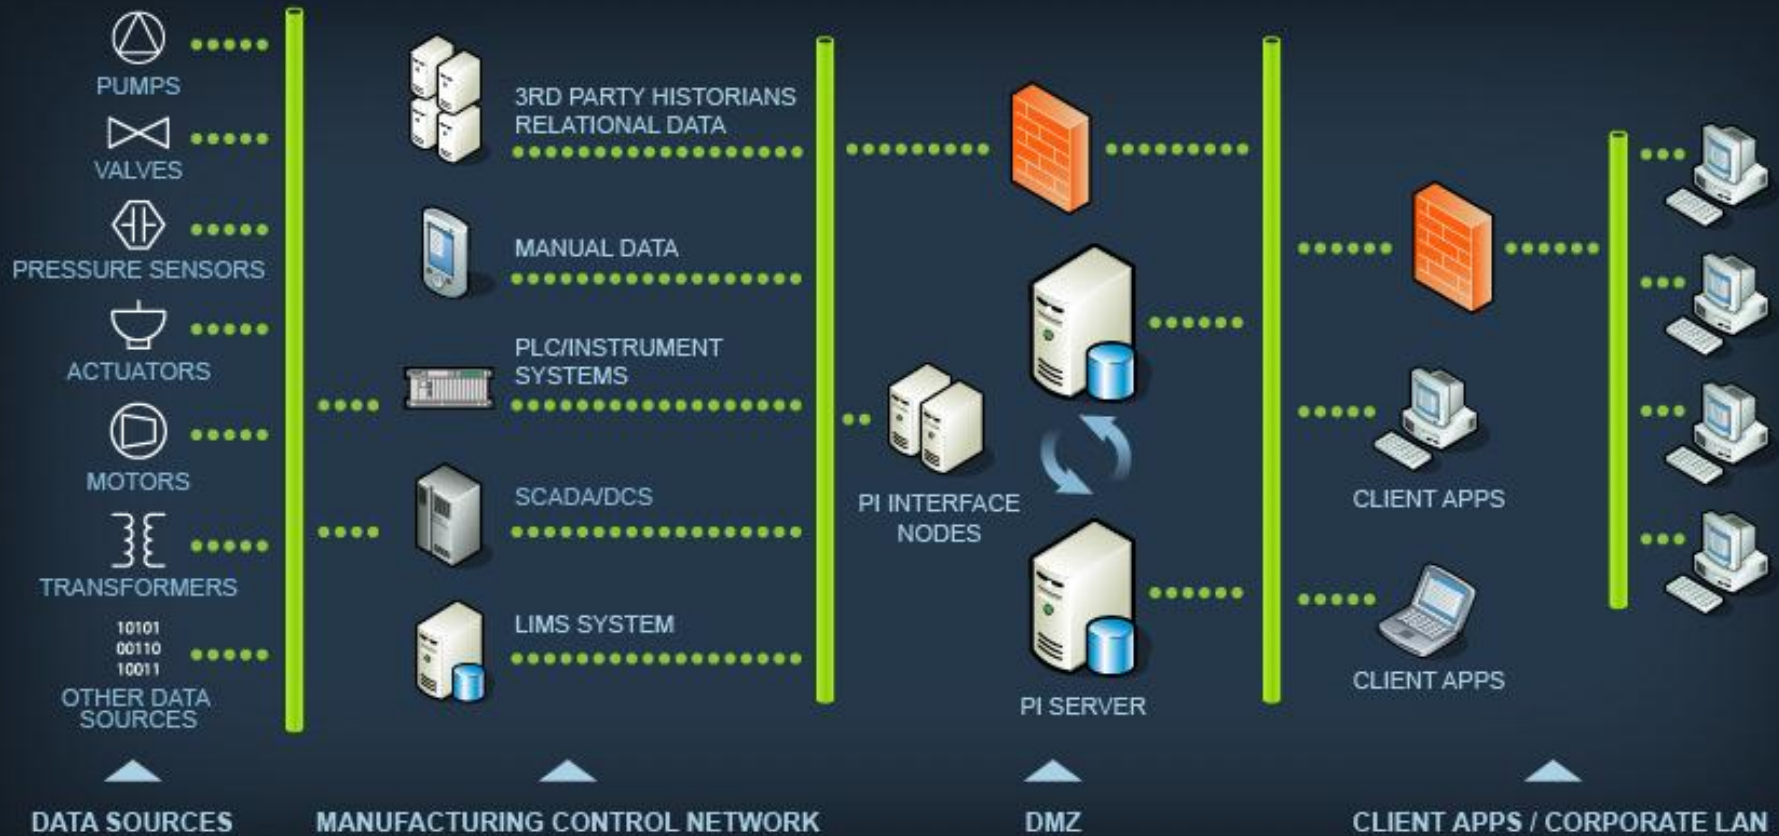 PUMPS
VALVES
PRESSURE SENSORS
ACTUATORS
MOTORS
TRANSFORMERS
10101
00110
10011
OTHER DATA
SOURCES
3RD PARTY HISTORIANS
RELATIONAL DATA
MANUAL DATA
PLC/INSTRUMENT
SYSTEMS
SCADA/DCS
LIMS SYSTEM
PI INTERFACE
NODES
PI SERVER
CLIENT APPS
CLIENT APPS
DATA SOURCES
MANUFACTURING CONTROL NETWORK
DMZ
CLIENT APPS / CORPORATE LAN